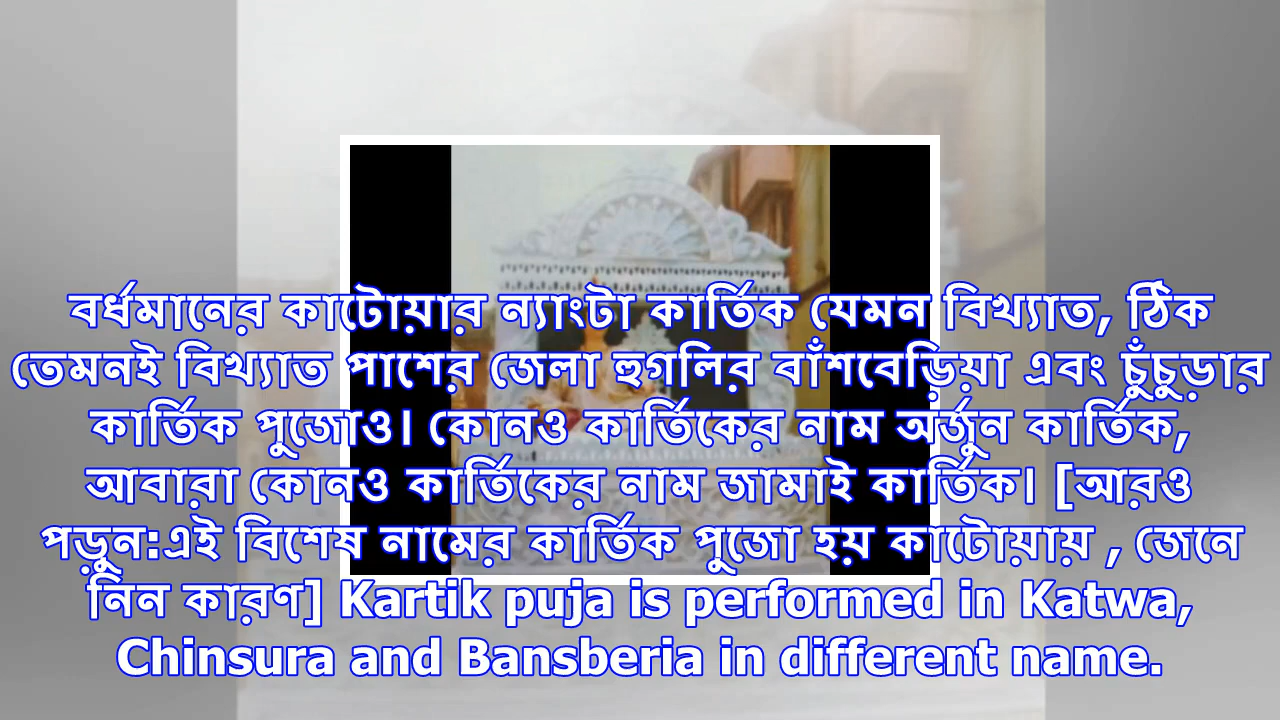 বর্ধমানের কাটোয়ার ন্যাংটা কার্তিক যেমন বিখ্যাত, ঠিক
তেমনই বিখ্যাত পাশের জেলা হুগলির বাঁশবেড়িয়া এবং চুঁচুড়ার
কার্তিক পুজোও। কোনও কার্তিকের নাম অর্জুন কার্তিক,
আবারা কোনও কার্তিকের নাম জামাই কার্তিক। [আরও
পড়ুন:এই বিশেষ নামের কার্তিক পুজো হয় কাটোয়ায় , জেনে
নিন কারণ] Kartik puja is performed in Katwa,
Chinsura and Bansberia in different name.